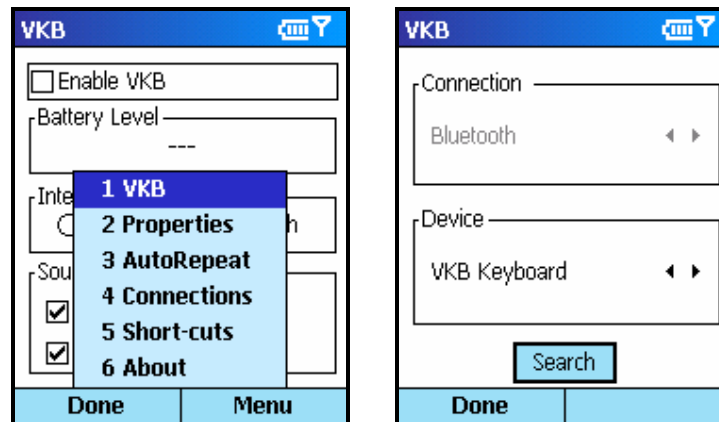 VKB
Enable VKB
Battery Level
---
Inte
1 VKB
2 Properties
h
3 AutoRepeat
Sou
4 Connections
5 Short-cuts
6 About
Done Menu
VKB
Connection
Bluetooth
Device
VKB Keyboard
Search
Done